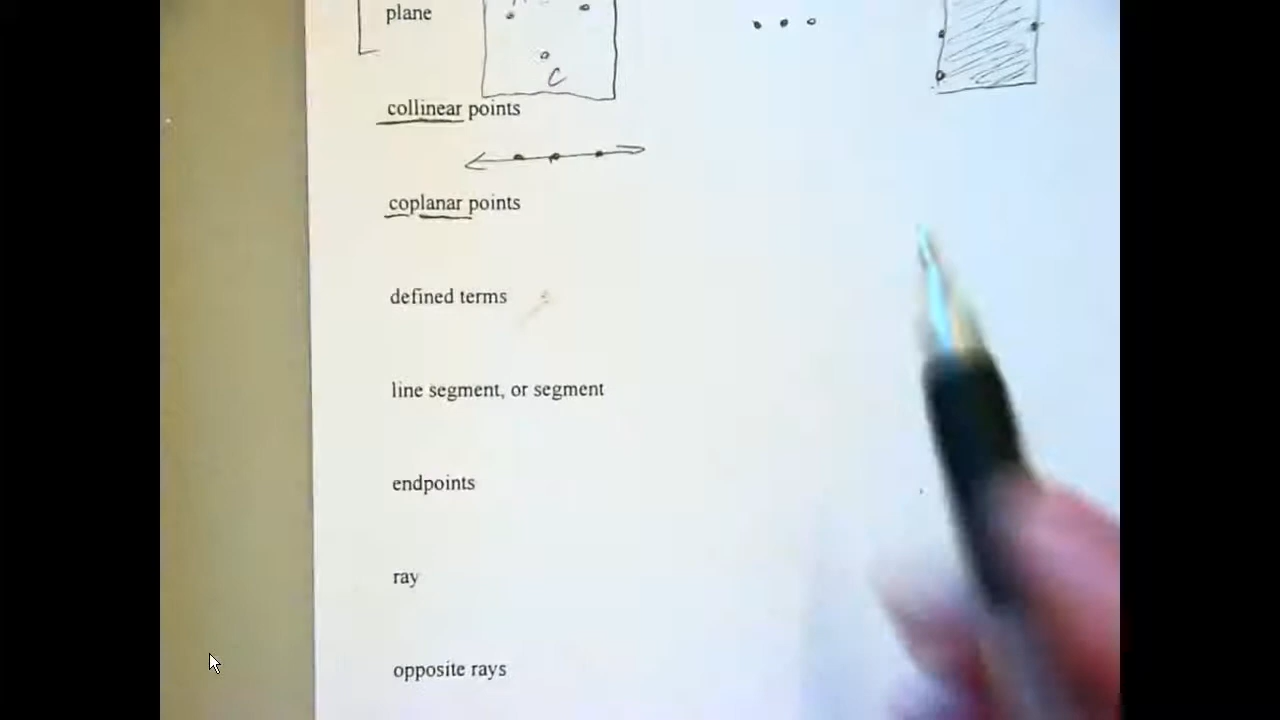 plane
C
collinear points
coplanar points
defined terms
line segment, or segment
endpoints
ray
opposite rays